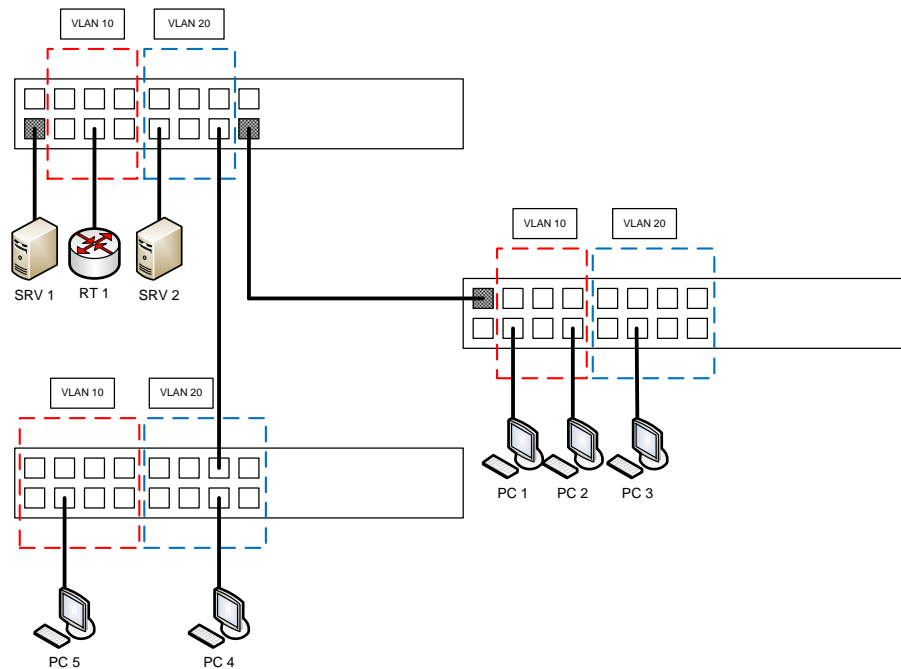 VLAN 10
VLAN 20
SRV 1
RT 1
SRV 2
VLAN 10
VLAN 20
PC 1
PC 2
PC 3
VLAN 10
VLAN 20
PC 5
PC 4